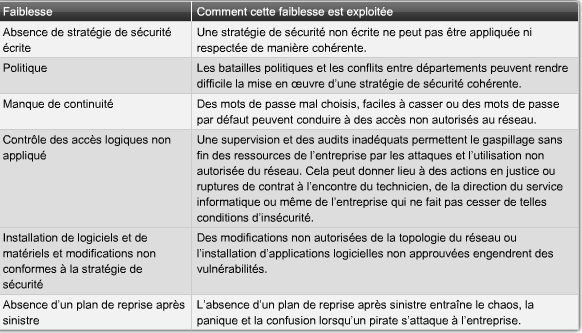 Faiblesse Comment cette faiblesse est exploitée
Absence de stratégie de sécurité Une stratégie de sécurité non écrite ne peut pas être appliquée ni
écrite respectée de manière cohérente.
Politique Les batailles politiques et les conflits entre départements peuvent rendre
difficile la mise en œuvre d'une stratégie de sécurité cohérente.
Manque de continuité Des mots de passe mal choisis, faciles à casser ou des mots de passe
par défaut peuvent conduire à des accès non autorisés au réseau.
Contrôle des accès logiques non Une supervision et des audits inadéquats permettent le gaspillage sans
appliqué fin des ressources de l'entreprise par les attaques et l'utilisation non
autorisée du réseau. Cela peut donner lieu à des actions en justice ou
ruptures de contrat à l'encontre du technicien, de la direction du service
informatique ou même de l'entreprise qui ne fait pas cesser de telles
conditions d'insécurité.
Installation de logiciels et de Des modifications non autorisées de la topologie du réseau ou
matériels et modifications non l'installation d'applications logicielles non approuvées engendrent des
conformes à la stratégie de vulnérabilités.
sécurité
Absence d'un plan de reprise après L'absence d'un plan de reprise après sinistre entraîne le chaos, la
sinistre panique et la confusion lorsqu'un pirate s'attaque à l'entreprise.